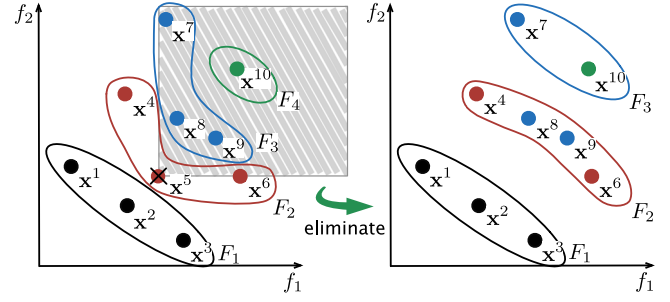 f₂
x⁷
x¹⁰
F₄
x⁴
x⁸
x⁹
F₃
x⁵
x⁶
F₂
x¹
x²
x³
F₁
f₁
eliminate
f₂
x⁷
x¹⁰
F₃
x⁴
x⁸
x⁹
x⁶
F₂
x¹
x²
x³
F₁
f₁